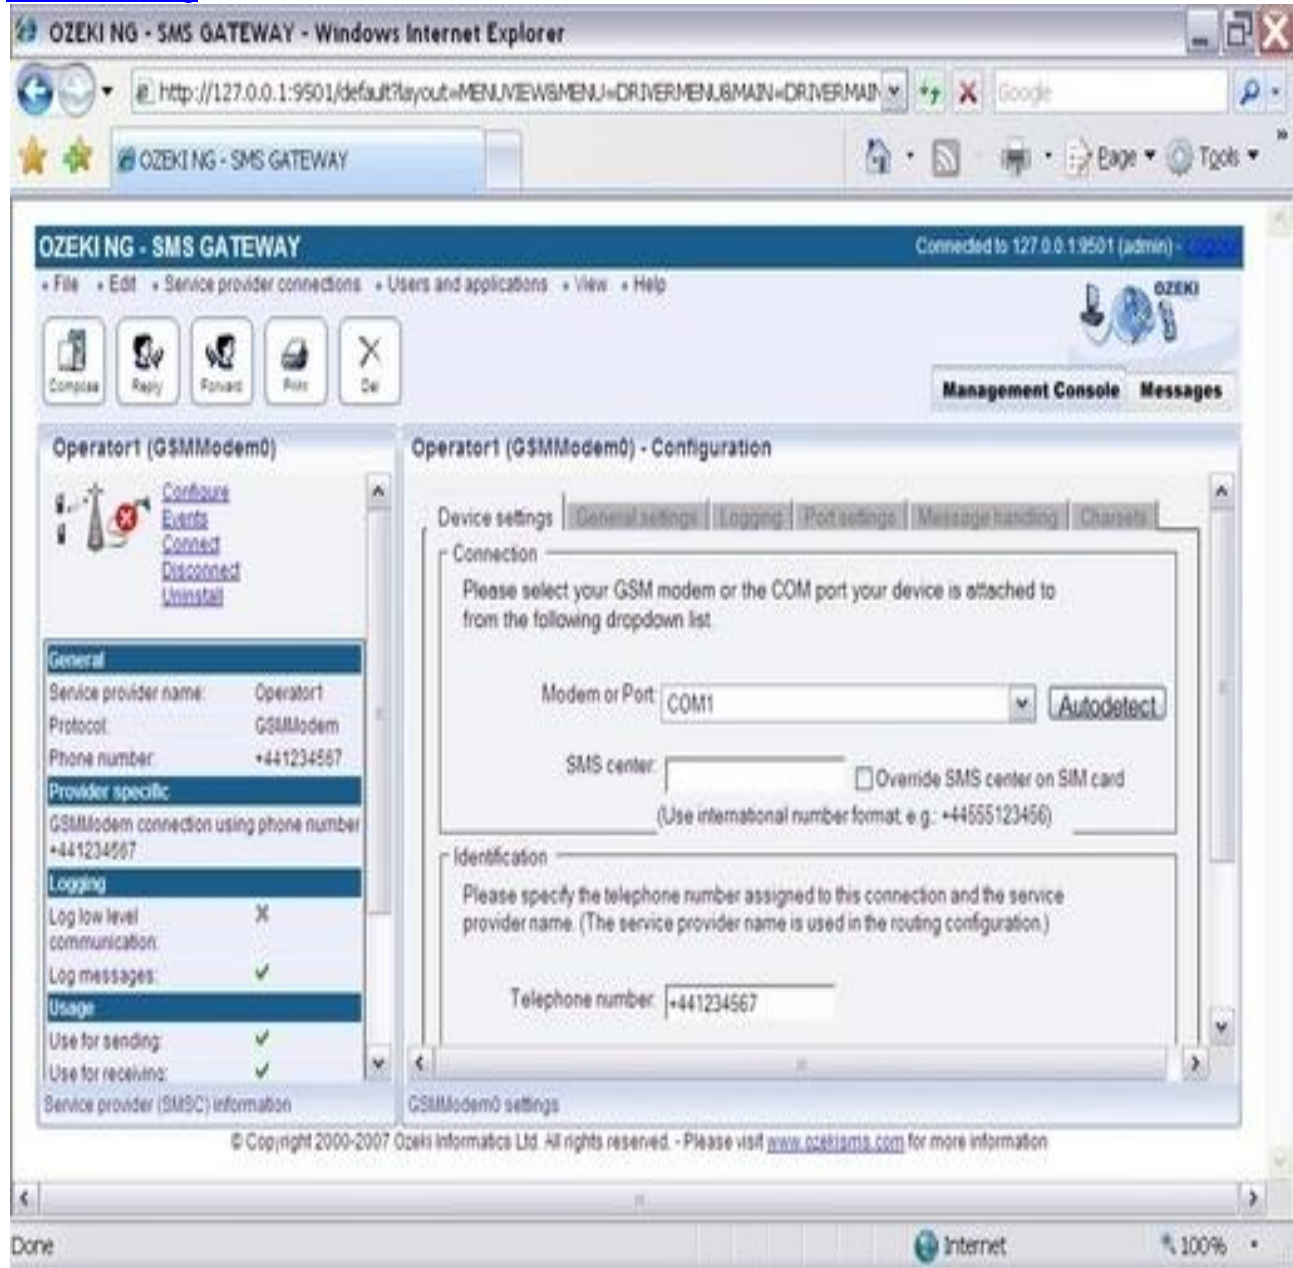 OZEKI NG - SMS GATEWAY - Windows Internet Explorer
http://127.0.0.1:9501/default?layout=MENUVIEW&MENU=DRIVERMENU&MAIN=DRIVERMAIN
Google
OZEKI NG - SMS GATEWAY
Page
Tools
OZEKI NG - SMS GATEWAY
Connected to 127.0.0.1:9501 (admin) - Logout
File Edit Service provider connections Users and applications View Help
OZEKI
Compose Reply Forward Print Del
Management Console Messages
Operator1 (GSMModem0)
Configure
Events
Connect
Disconnect
Uninstall
General
Service provider name: Operator1
Protocol: GSMModem
Phone number: +441234567
Provider specific
GSMModem connection using phone number
+441234567
Logging
Log low level
communication:
Log messages:
Usage
Use for sending:
Use for receiving:
Service provider (SMSC) information
Operator1 (GSMModem0) - Configuration
Device settings General settings Logging Port settings Message handling Charsets
Connection
Please select your GSM modem or the COM port your device is attached to
from the following dropdown list.
Modem or Port: COM1 Autodetect
SMS center: Override SMS center on SIM card
(Use international number format, e.g.: +44555123456)
Identification
Please specify the telephone number assigned to this connection and the service
provider name. (The service provider name is used in the routing configuration.)
Telephone number: +441234567
GSMModem0 settings
© Copyright 2000-2007 Ozeki Informatics Ltd. All rights reserved. - Please visit www.ozekisms.com for more information
Done
Internet
100%